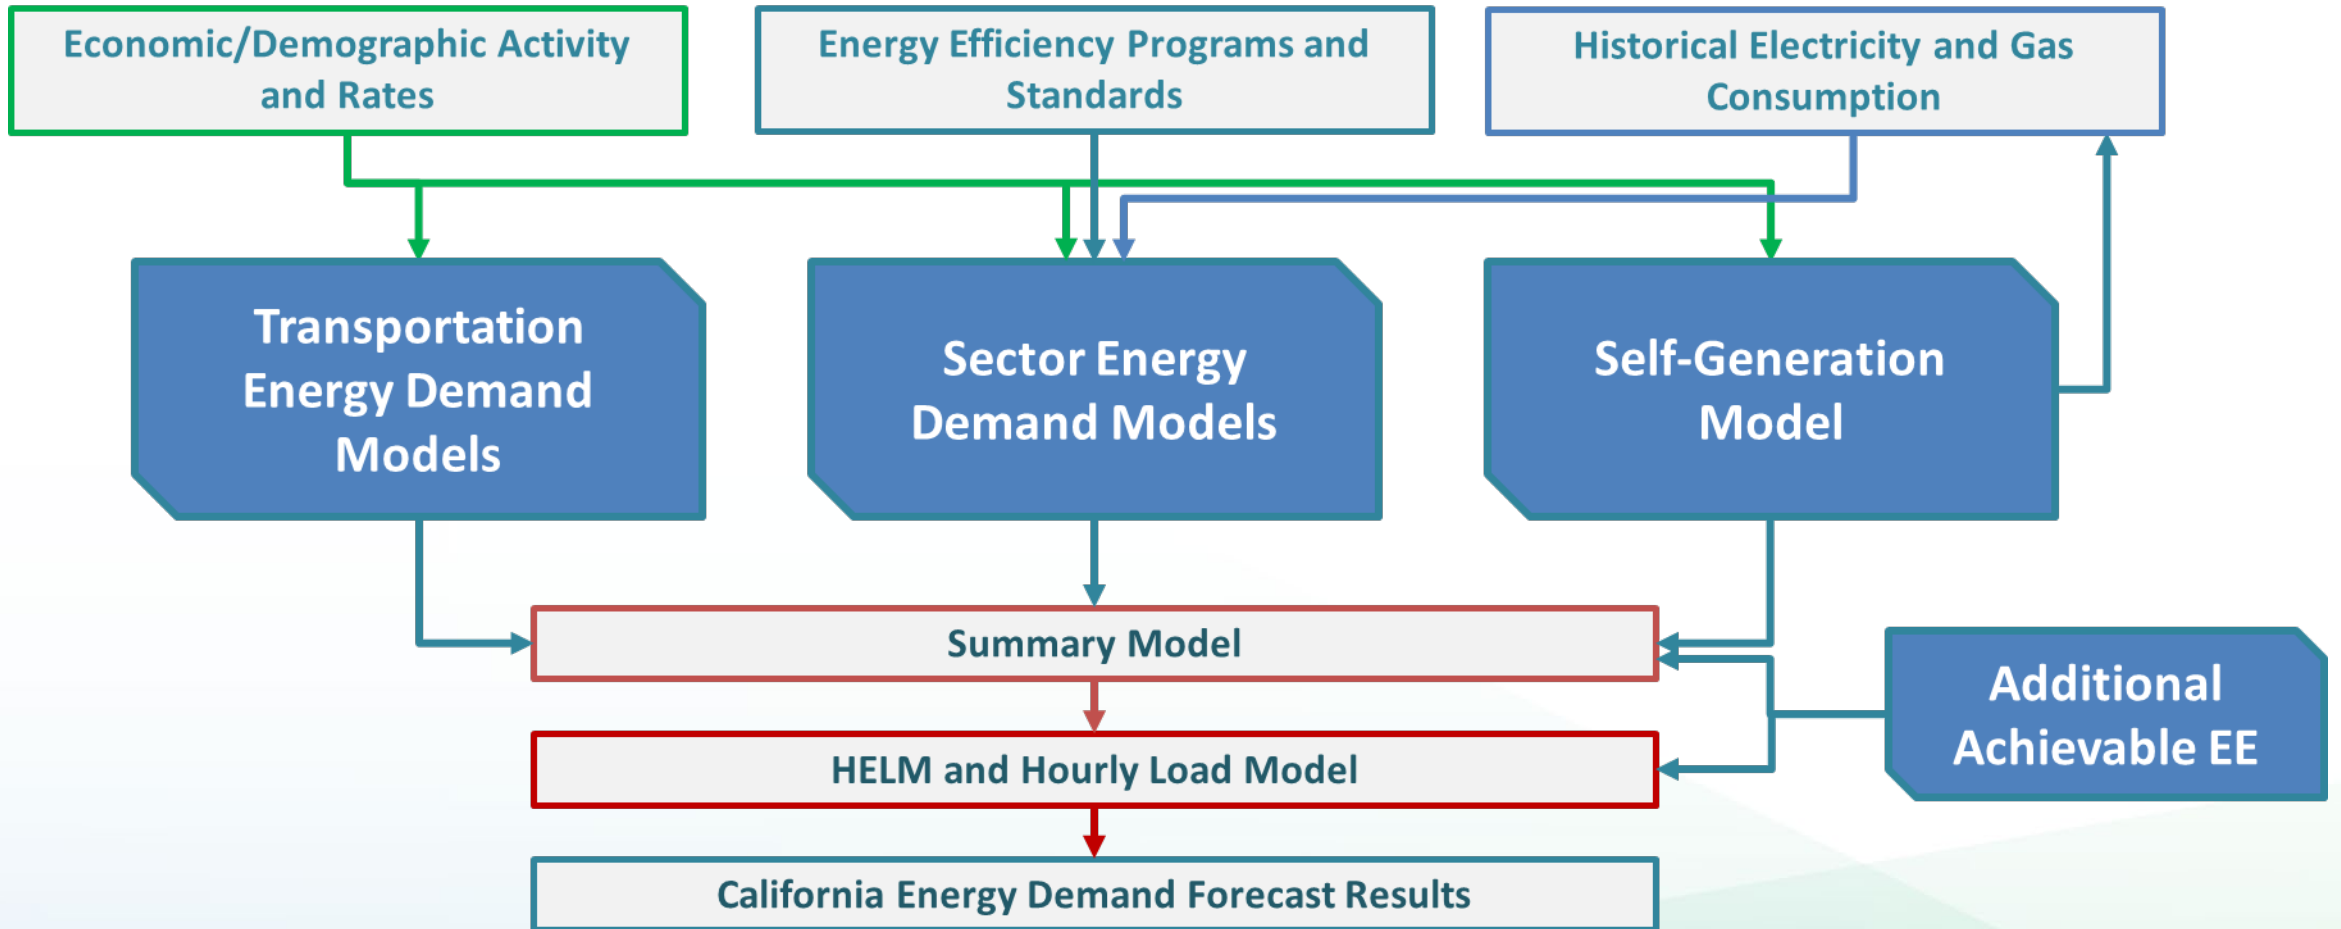 Economic/Demographic Activity
and Rates
Energy Efficiency Programs and
Standards
Historical Electricity and Gas
Consumption
Transportation
Energy Demand
Models
Sector Energy
Demand Models
Self-Generation
Model
Summary Model
Additional
Achievable EE
HELM and Hourly Load Model
California Energy Demand Forecast Results